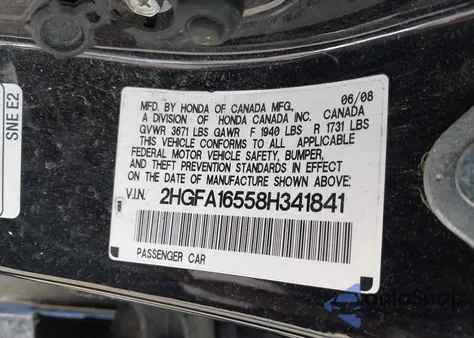 SNE E2
MFD. BY HONDA OF CANADA MFG., 06/08
A DIVISION OF HONDA CANADA INC. CANADA
GVWR 3671 LBS GAWR F 1940 LBS R 1731 LBS
THIS VEHICLE CONFORMS TO ALL APPLICABLE
FEDERAL MOTOR VEHICLE SAFETY, BUMPER,
AND THEFT PREVENTION STANDARDS IN EFFECT
ON THE DATE OF MANUFACTURE SHOWN ABOVE:
V.I.N. 2HGFA16558H341841
PASSENGER CAR
autoSnap